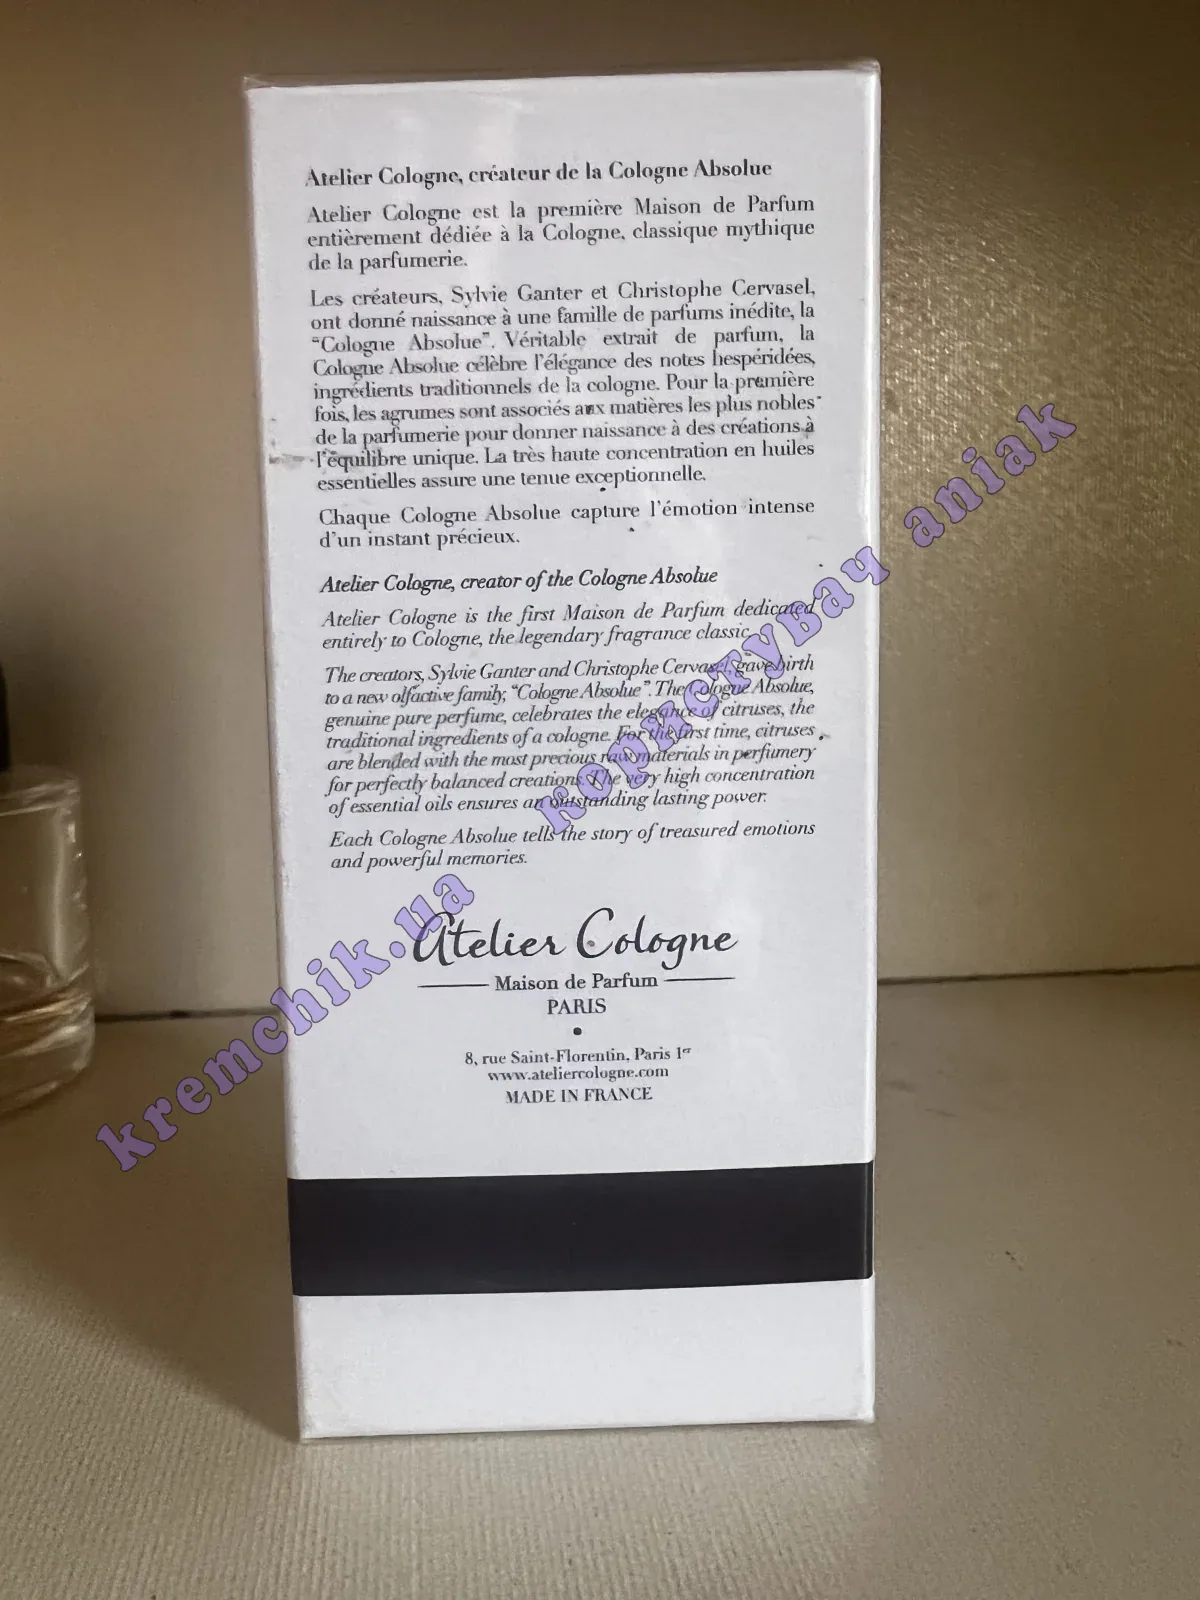 Atelier Cologne, créateur de la Cologne Absolue
Atelier Cologne est la première Maison de Parfum
entièrement dédiée à la Cologne, classique mythique
de la parfumerie.
Les créateurs, Sylvie Ganter et Christophe Cervasel,
ont donné naissance à une famille de parfums inédite, la
“Cologne Absolue”. Véritable extrait de parfum, la
Cologne Absolue célèbre l’élégance des notes hespéridées,
ingrédients traditionnels de la cologne. Pour la première
fois, les agrumes sont associés aux matières les plus nobles
de la parfumerie pour donner naissance à des créations à
l’équilibre unique. La très haute concentration en huiles
essentielles assure une tenue exceptionnelle.
Chaque Cologne Absolue capture l’émotion intense
d’un instant précieux.
Atelier Cologne, creator of the Cologne Absolue
Atelier Cologne is the first Maison de Parfum dedicated
entirely to Cologne, the legendary fragrance classic.
The creators, Sylvie Ganter and Christophe Cervasel, gave birth
to a new olfactive family, “Cologne Absolue”. The Cologne Absolue,
genuine pure perfume, celebrates the elegance of citruses, the
traditional ingredients of a cologne. For the first time, citruses
are blended with the most precious raw materials in perfumery
for perfectly balanced creations. The very high concentration
of essential oils ensures an outstanding lasting power.
Each Cologne Absolue tells the story of treasured emotions
and powerful memories.
Atelier Cologne
Maison de Parfum
PARIS
8, rue Saint-Florentin, Paris 1er
www.ateliercologne.com
MADE IN FRANCE
kremchik.ua користувач aniak